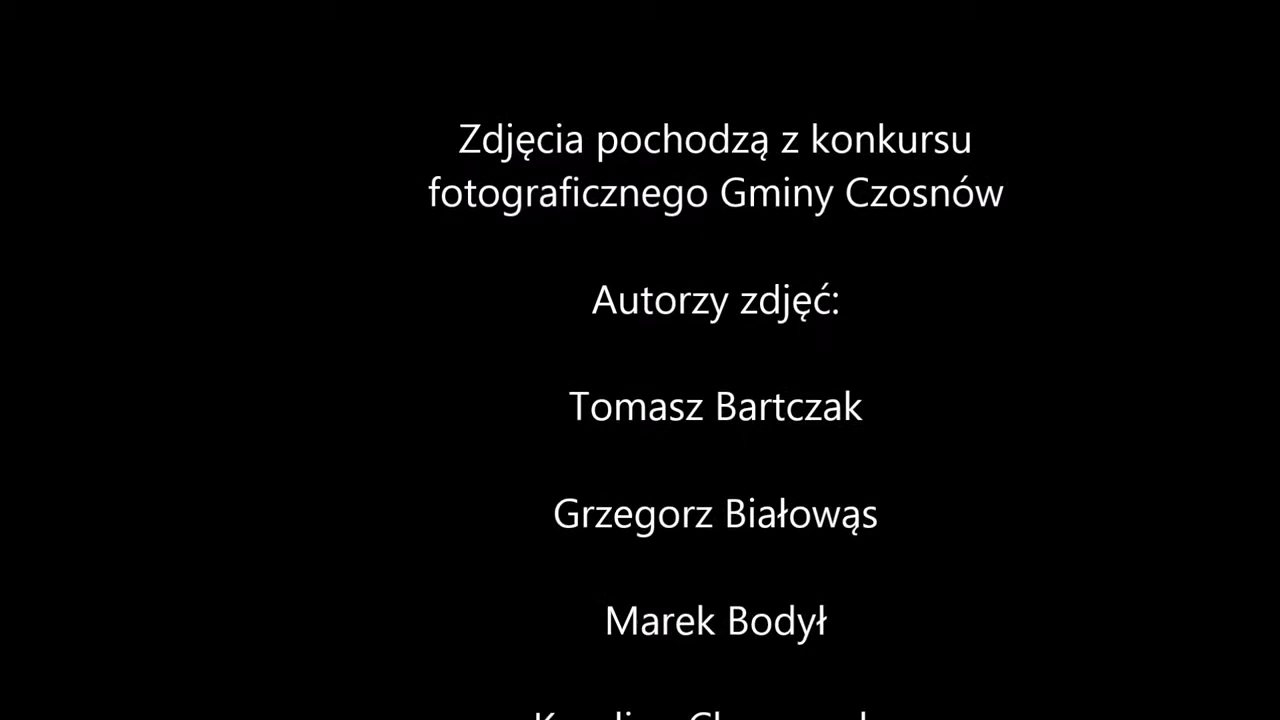 Zdjęcia pochodzą z konkursu
fotograficznego Gminy Czosnów
Autorzy zdjęć:
Tomasz Bartczak
Grzegorz Białowąs
Marek Bodył